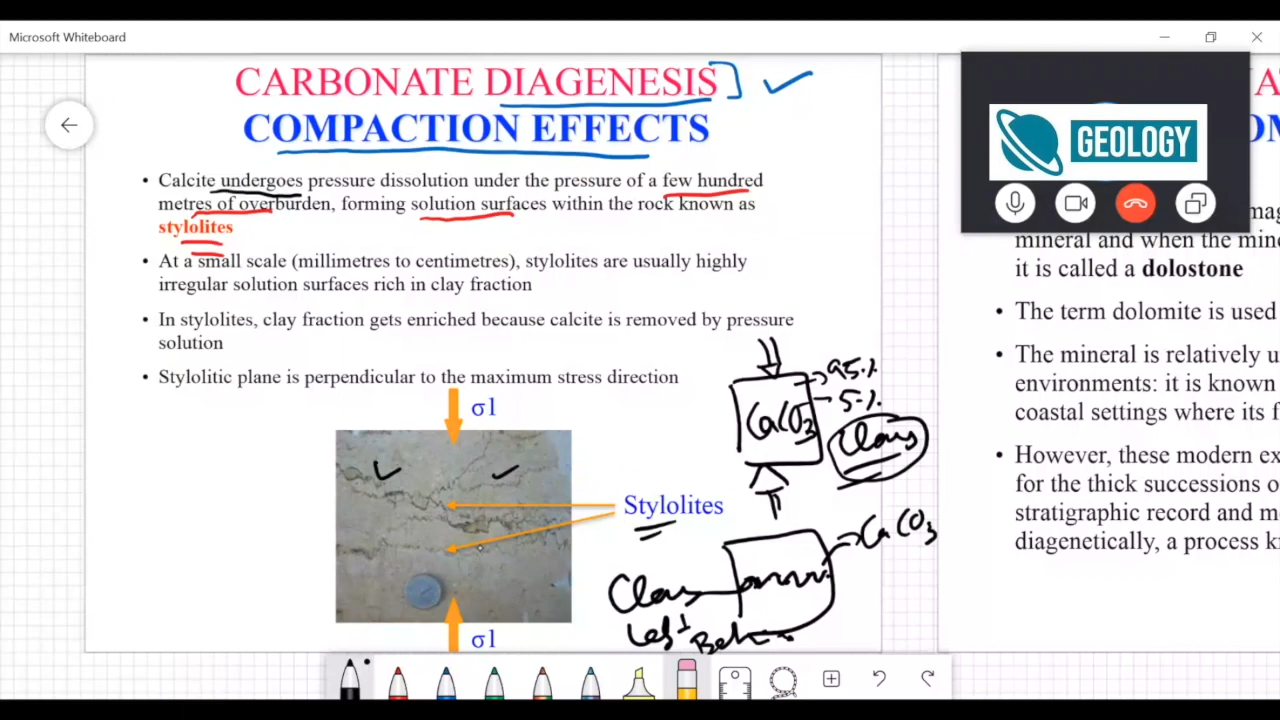 Microsoft Whiteboard
CARBONATE DIAGENESIS
COMPACTION EFFECTS
• Calcite undergoes pressure dissolution under the pressure of a few hundred
metres of overburden, forming solution surfaces within the rock known as
stylolites
• At a small scale (millimetres to centimetres), stylolites are usually highly
irregular solution surfaces rich in clay fraction
• In stylolites, clay fraction gets enriched because calcite is removed by pressure
solution
• Stylolitic plane is perpendicular to the maximum stress direction
σ1
Stylolites
σ1
95%
5%
CaCO3
Clay
CaCO3
Clay
GEOLOGY
mineral and when the
it is called a dolostone
• The term dolomite is used
• The mineral is relatively
environments: it is known
coastal settings where its
• However, these modern
for the thick successions
stratigraphic record and
diagenetically, a process